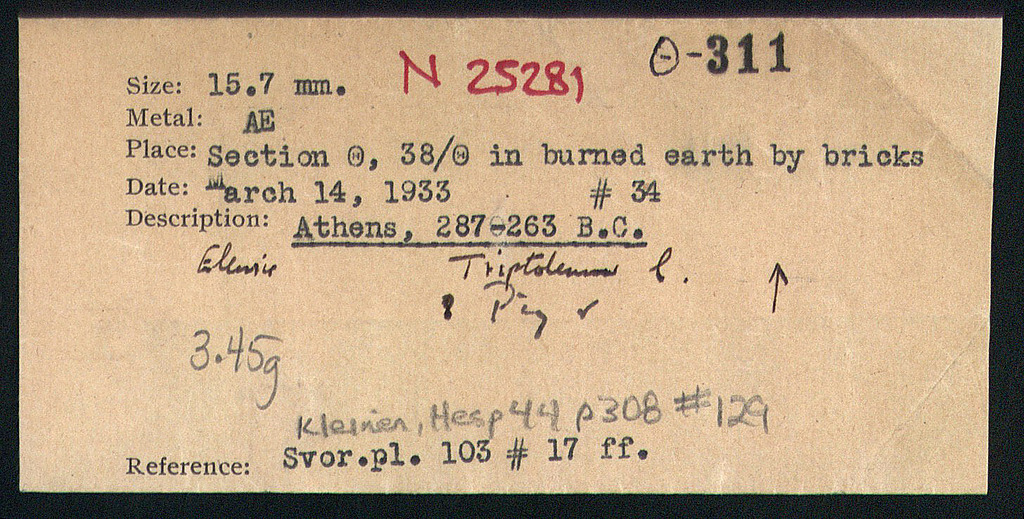 Θ-311
N 25281
Size: 15.7 mm.
Metal: AE
Place: Section Θ, 38/Θ in burned earth by bricks
Date: March 14, 1933 # 34
Description: Athens, 287-263 B.C.
Eleusis Triptolemus l. ↑
Pig r
3.45g
Kleiner, Hesp 44 p308 #129
Reference: Svor.pl. 103 # 17 ff.